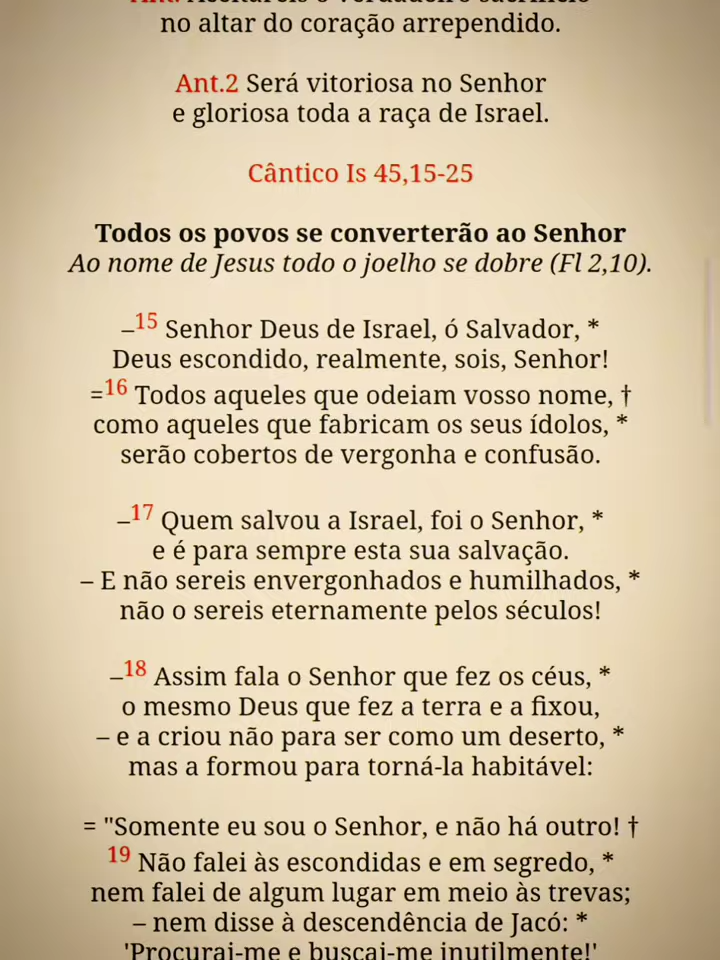 no altar do coração arrependido.
Ant.2 Será vitoriosa no Senhor
e gloriosa toda a raça de Israel.
Cântico Is 45,15-25
Todos os povos se converterão ao Senhor
Ao nome de Jesus todo o joelho se dobre (Fl 2,10).
–15 Senhor Deus de Israel, ó Salvador, *
Deus escondido, realmente, sois, Senhor!
=16 Todos aqueles que odeiam vosso nome, †
como aqueles que fabricam os seus ídolos, *
serão cobertos de vergonha e confusão.
–17 Quem salvou a Israel, foi o Senhor, *
e é para sempre esta sua salvação.
– E não sereis envergonhados e humilhados, *
não o sereis eternamente pelos séculos!
–18 Assim fala o Senhor que fez os céus, *
o mesmo Deus que fez a terra e a fixou,
– e a criou não para ser como um deserto, *
mas a formou para torná-la habitável:
= "Somente eu sou o Senhor, e não há outro! †
19 Não falei às escondidas e em segredo, *
nem falei de algum lugar em meio às trevas;
– nem disse à descendência de Jacó: *
'Procurai-me e buscai-me inutilmente!'